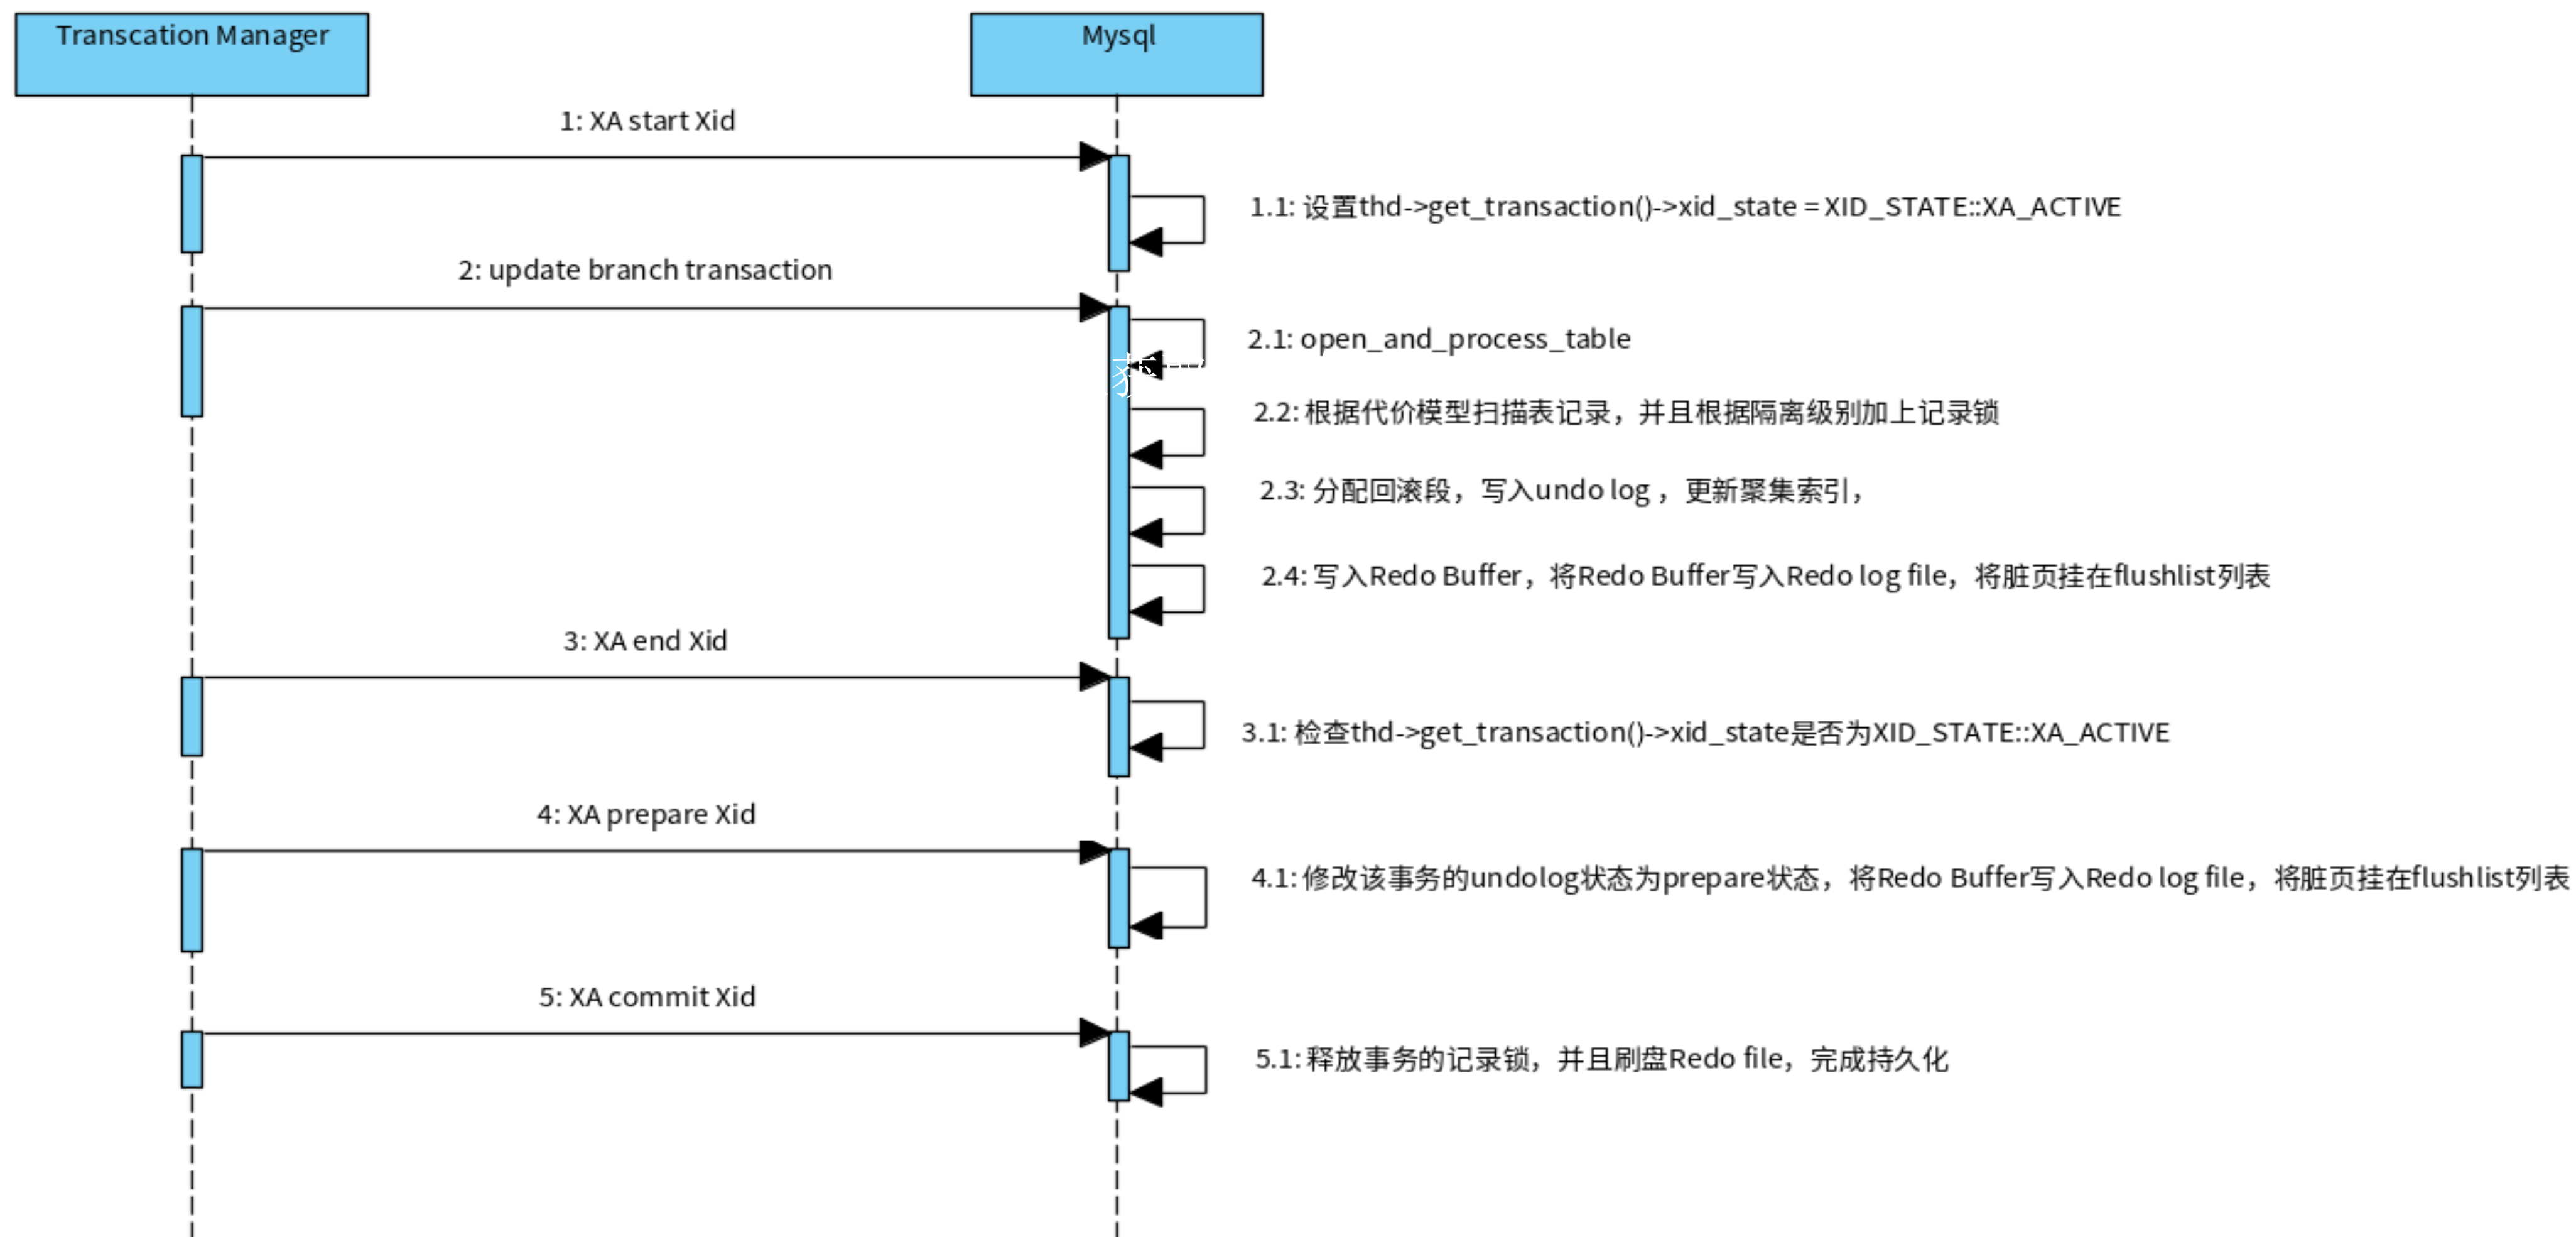 Transcation Manager
Mysql
1: XA start Xid
1.1: 设置thd->get_transaction()->xid_state = XID_STATE::XA_ACTIVE
2: update branch transaction
2.1: open_and_process_table
2.2: 根据代价模型扫描表记录，并且根据隔离级别加上记录锁
2.3: 分配回滚段，写入undo log ，更新聚集索引，
2.4: 写入Redo Buffer，将Redo Buffer写入Redo log file，将脏页挂在flushlist列表
3: XA end Xid
3.1: 检查thd->get_transaction()->xid_state是否为XID_STATE::XA_ACTIVE
4: XA prepare Xid
4.1: 修改该事务的undolog状态为prepare状态，将Redo Buffer写入Redo log file，将脏页挂在flushlist列表
5: XA commit Xid
5.1: 释放事务的记录锁，并且刷盘Redo file，完成持久化